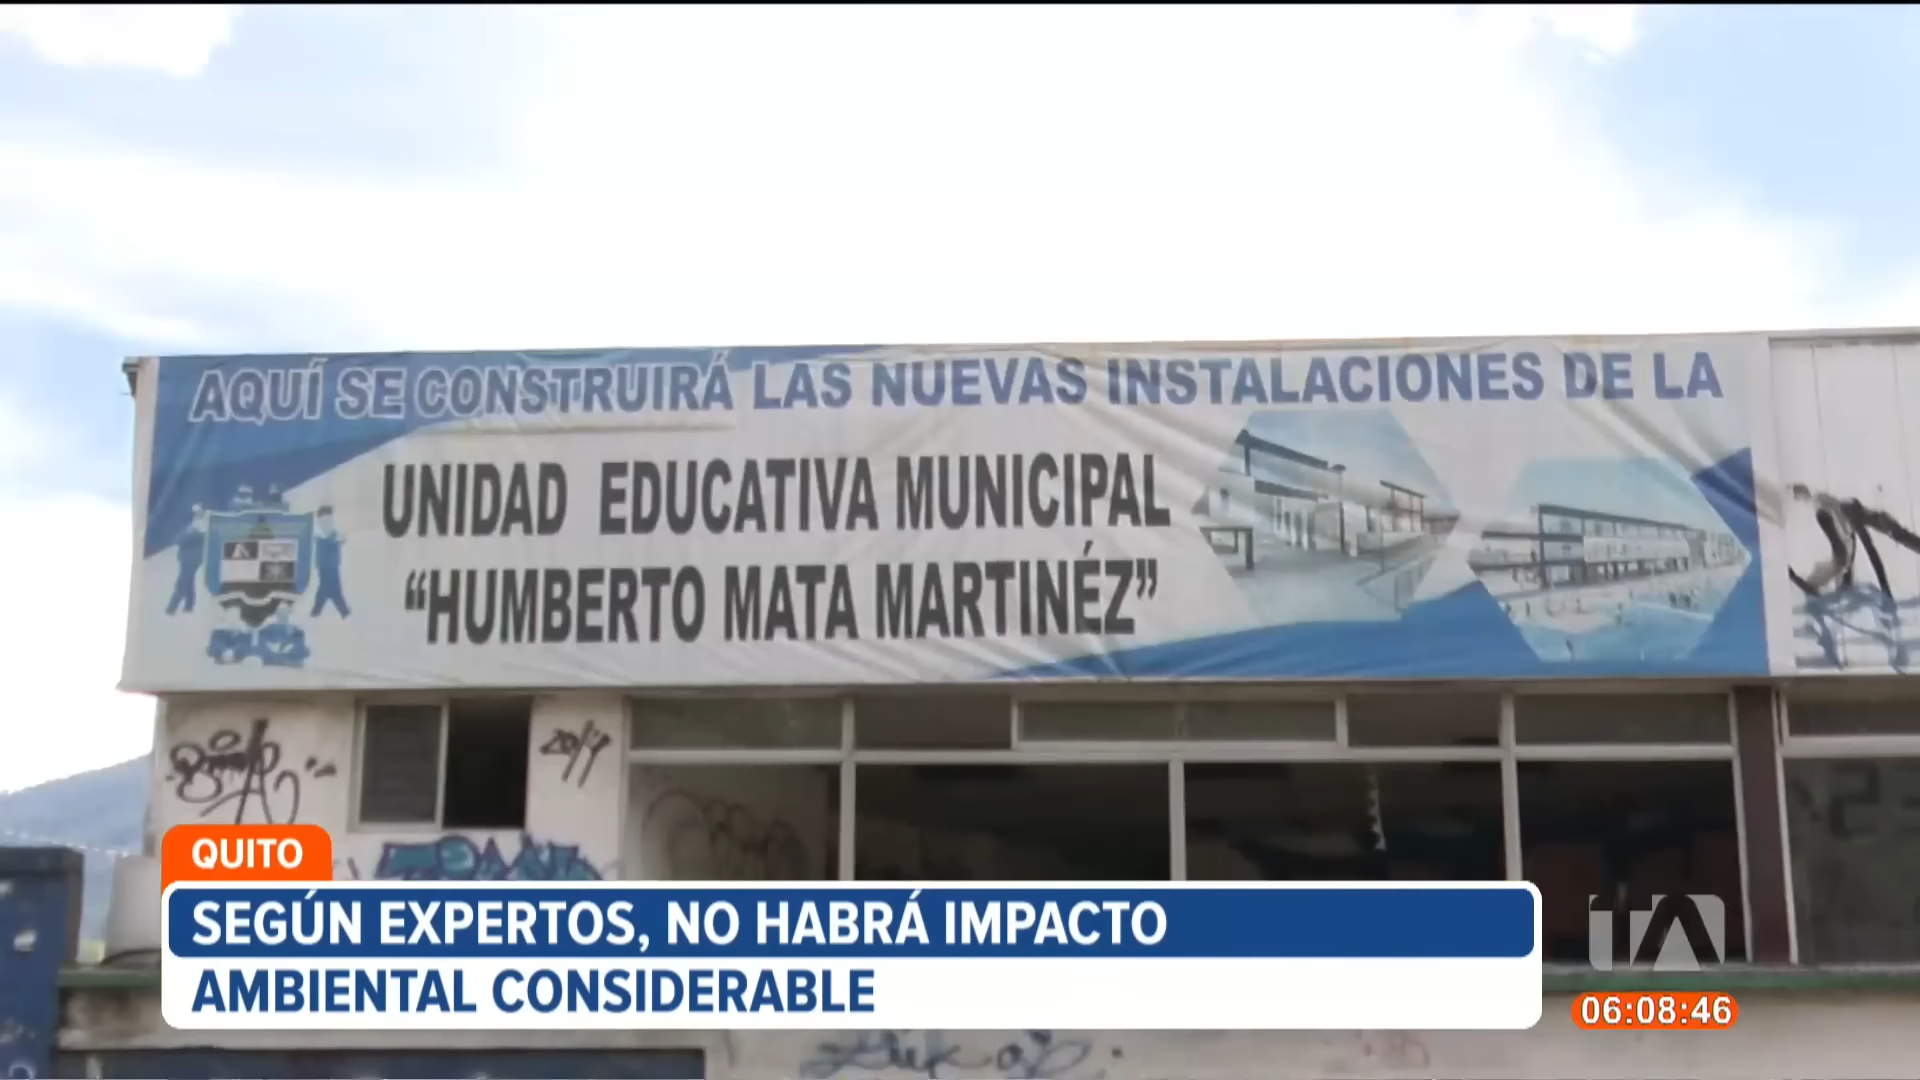 AQUÍ SE CONSTRUIRÁ LAS NUEVAS INSTALACIONES DE LA
UNIDAD EDUCATIVA MUNICIPAL
“HUMBERTO MATA MARTINÉZ”
QUITO
SEGÚN EXPERTOS, NO HABRÁ IMPACTO
AMBIENTAL CONSIDERABLE
TA
06:08:46